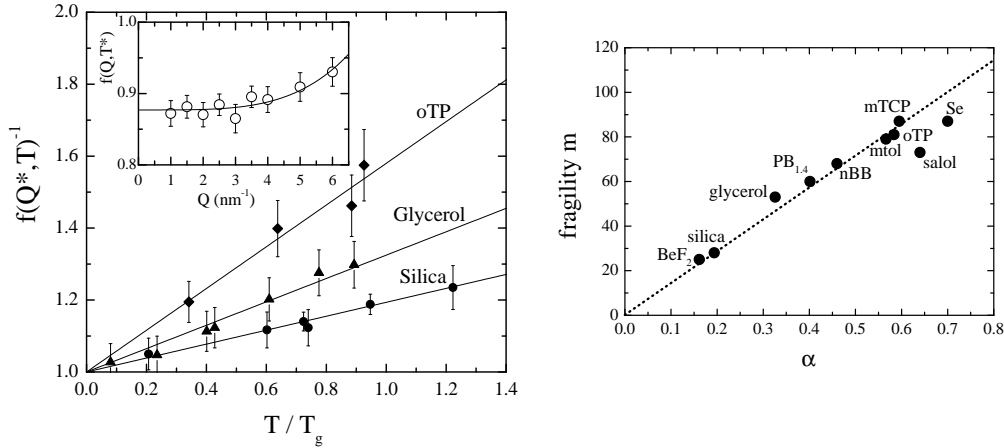 f(Q*,T)⁻¹
2.0
1.8
1.6
1.4
1.2
1.0
0.0 0.2 0.4 0.6 0.8 1.0 1.2 1.4
T / Tg
oTP
Glycerol
Silica
f(Q,T*)
1.0
0.9
0.8
0 1 2 3 4 5 6
Q (nm⁻¹)
fragility m
120
100
80
60
40
20
0
0.0 0.1 0.2 0.3 0.4 0.5 0.6 0.7 0.8
α
mTCP
Se
oTP
mtol
salol
PB1.4
nBB
glycerol
silica
BeF2